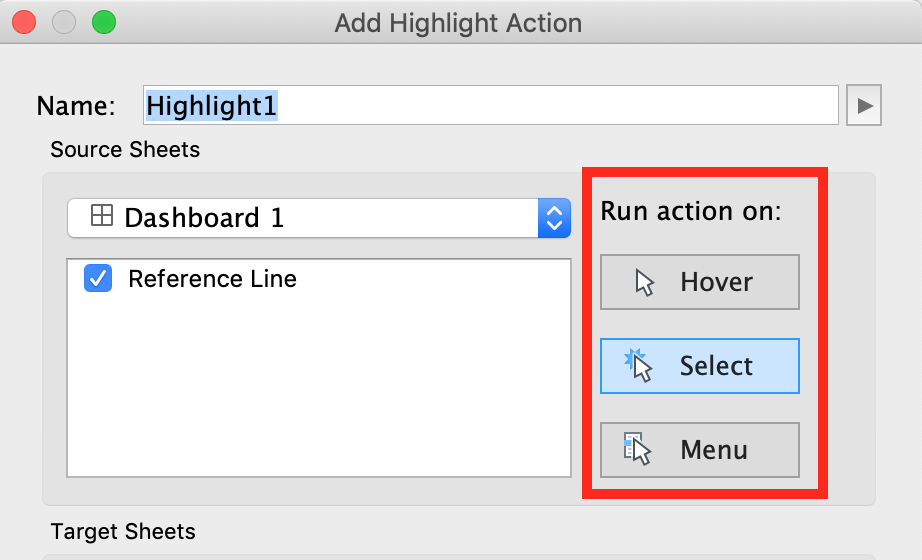 Add Highlight Action
Name: Highlight1
Source Sheets
Dashboard 1
Reference Line
Run action on:
Hover
Select
Menu
Target Sheets